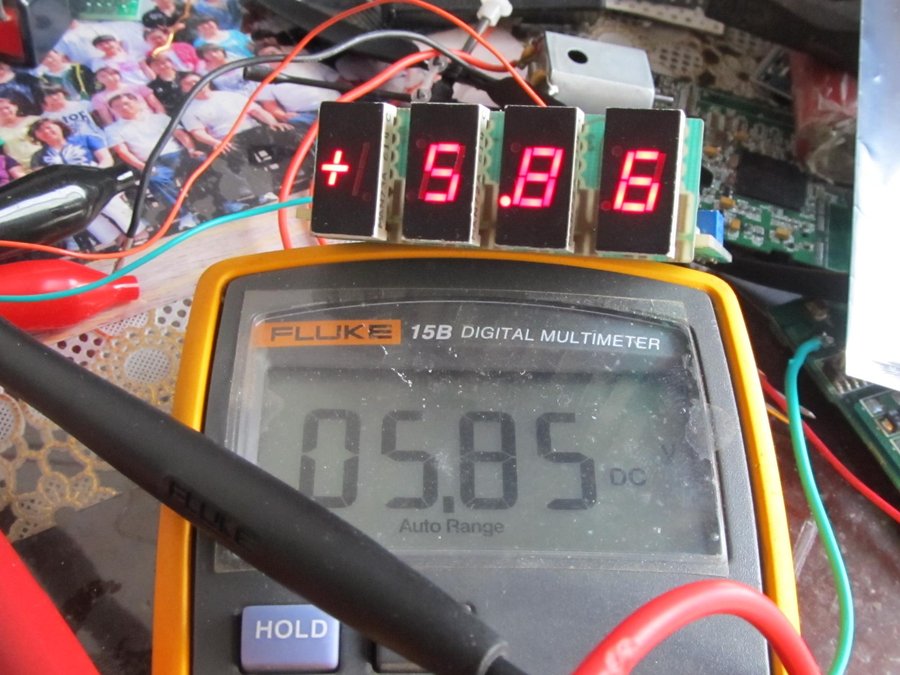 +5.86
FLUKE 15B DIGITAL MULTIMETER
05.85 DC V
Auto Range
FLUKE
HOLD